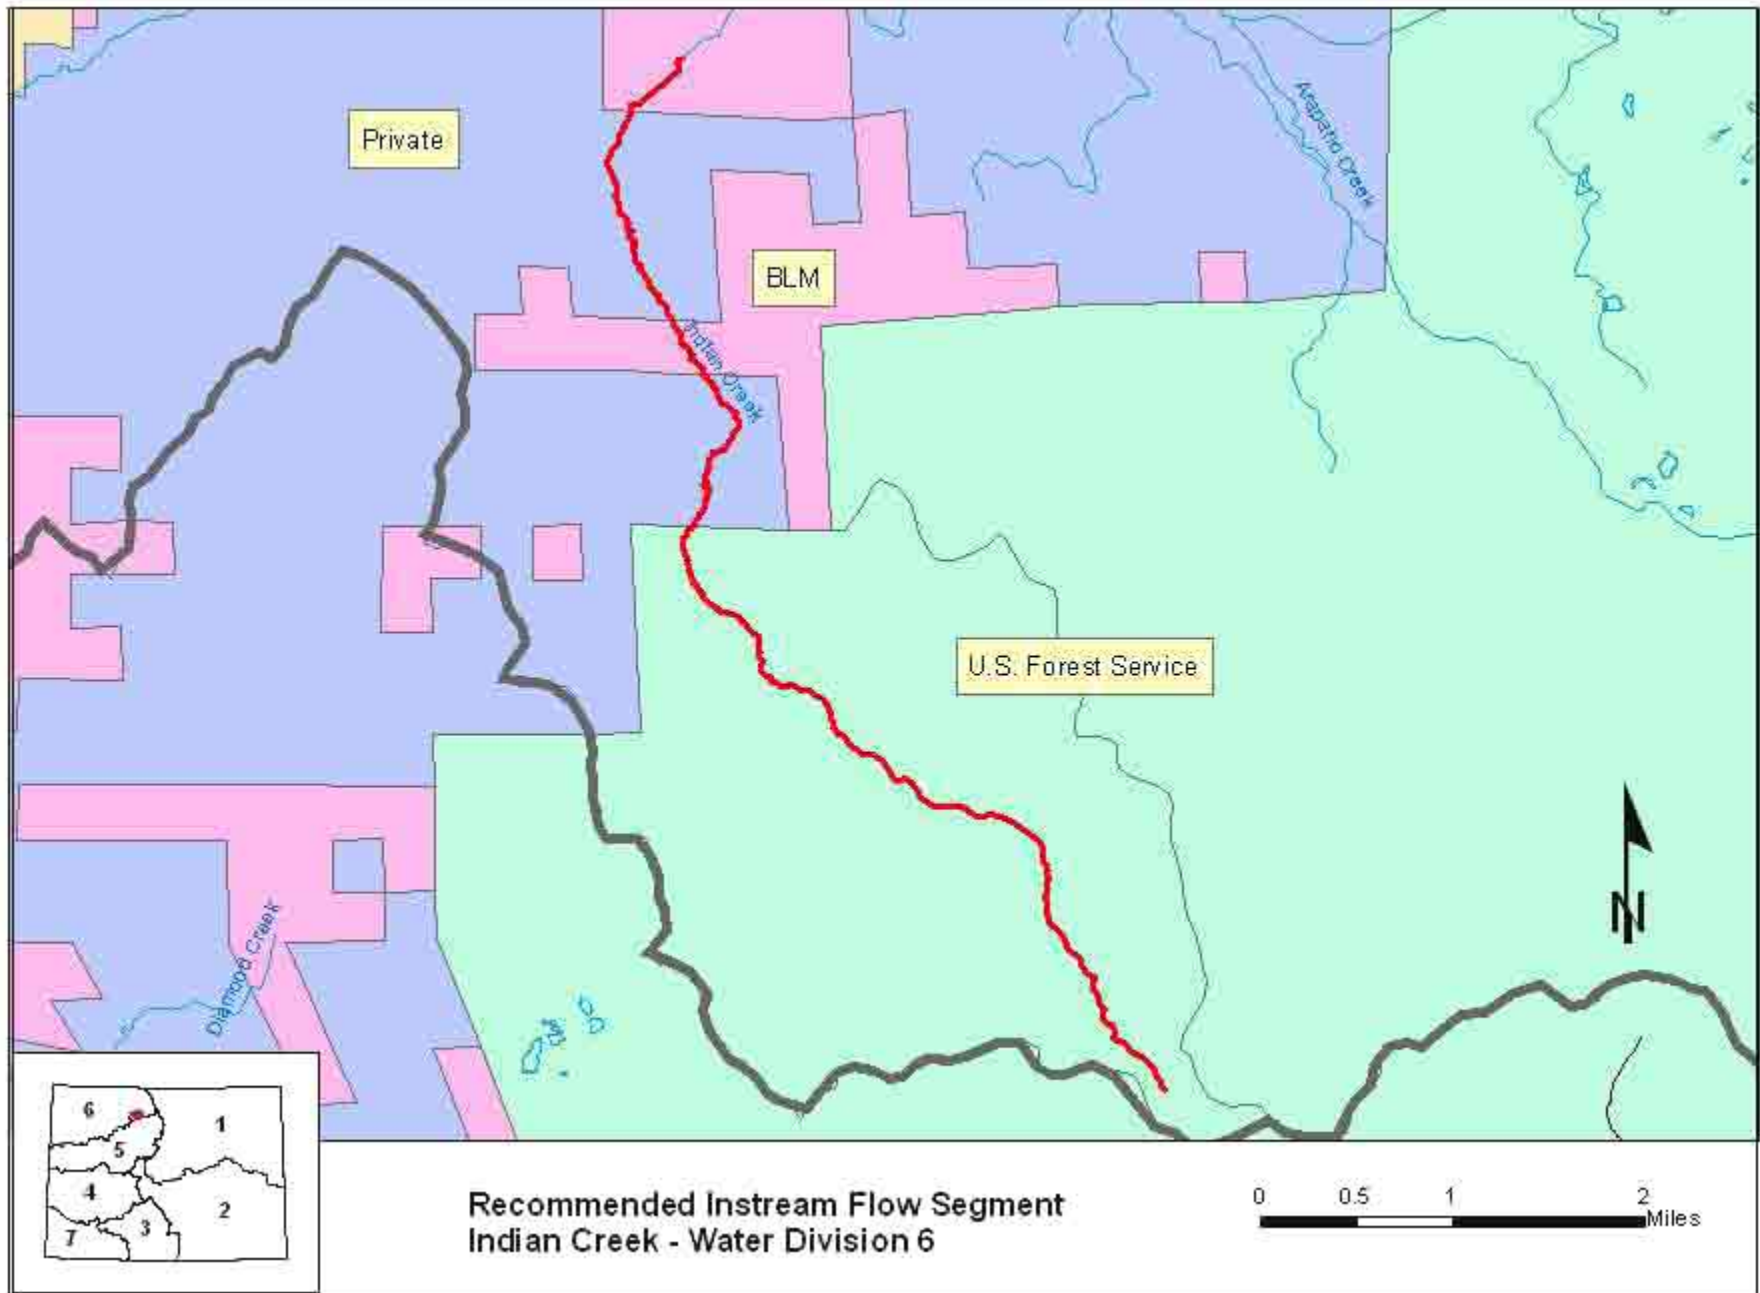 Private
Arapaho Creek
BLM
Indian Creek
U.S. Forest Service
N
Diamond Creek
6
1
5
4
2
3
7
Recommended Instream Flow Segment
Indian Creek - Water Division 6
0 0.5 1 2
Miles